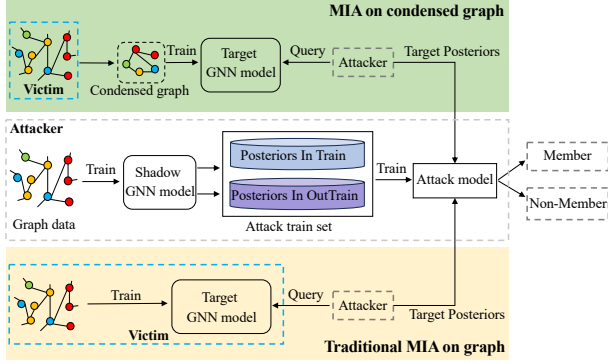 MIA on condensed graph
Train
Target
GNN model
Query
Attacker
Target Posteriors
Victim
Condensed graph
Attacker
Train
Shadow
GNN model
Posteriors In Train
Posteriors In OutTrain
Train
Attack model
Member
Non-Member
Graph data
Attack train set
Train
Target
GNN model
Query
Attacker
Target Posteriors
Victim
Traditional MIA on graph